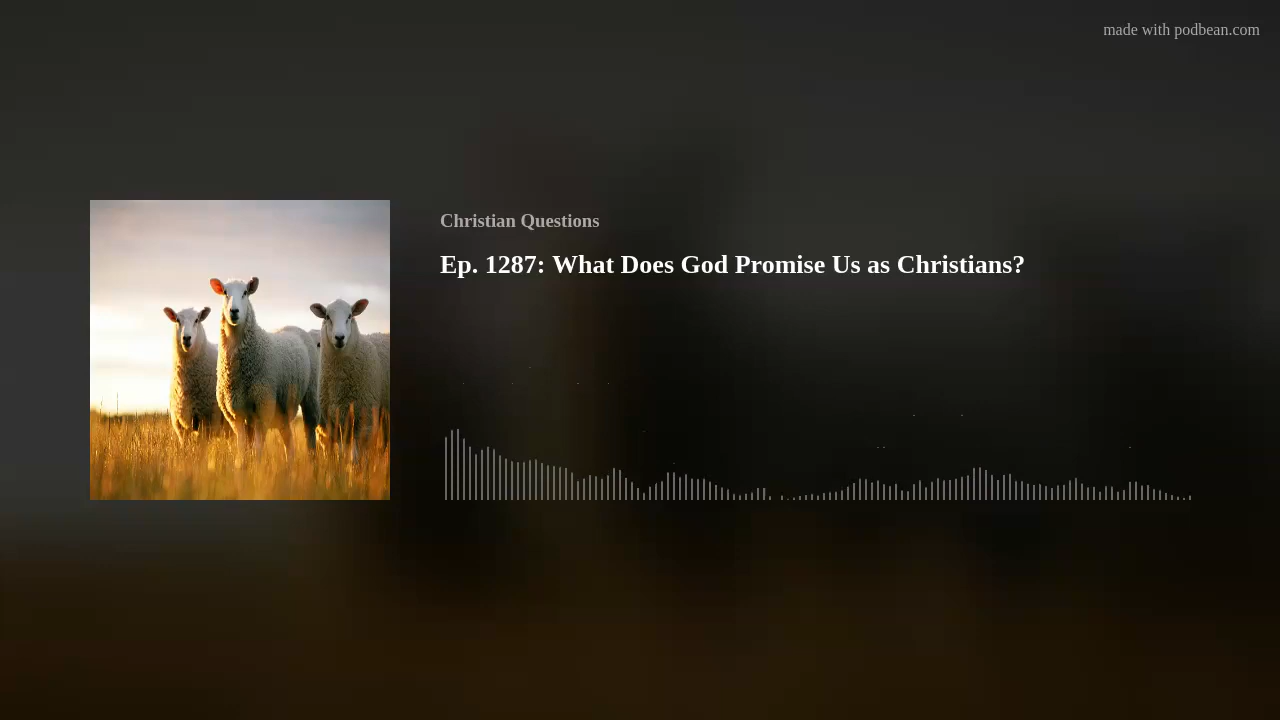 made with podbean.com
Christian Questions
Ep. 1287: What Does God Promise Us as Christians?